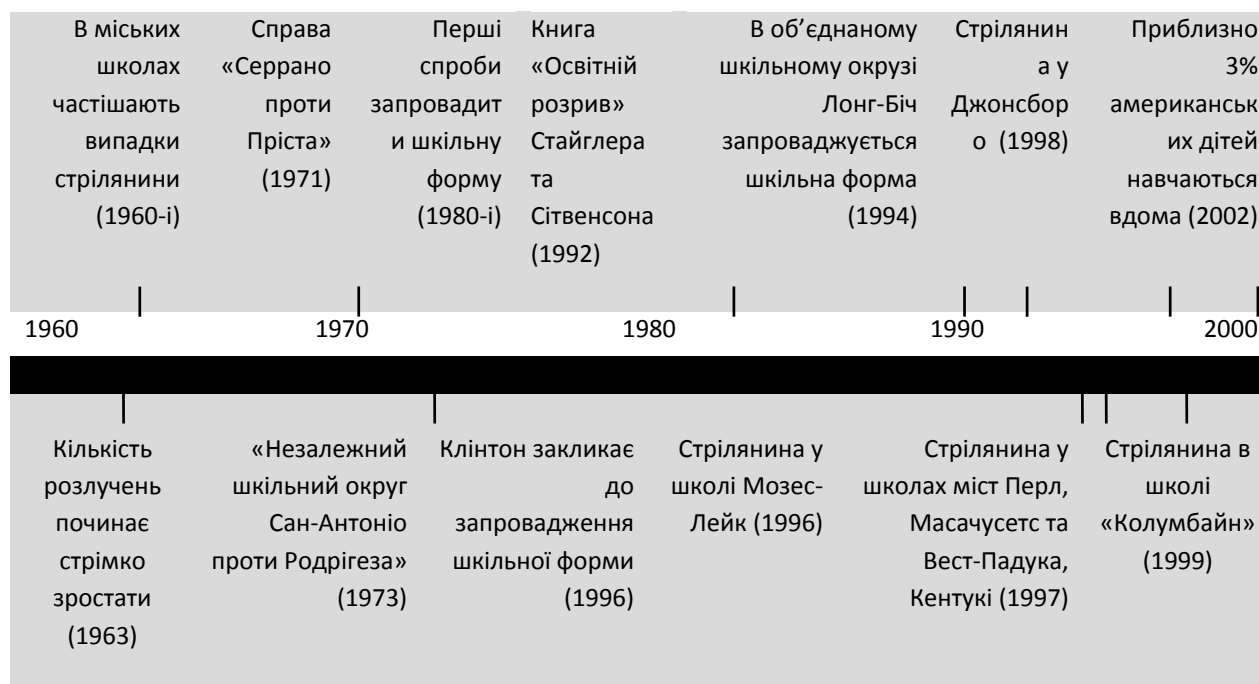 В міських
школах
частішають
випадки
стрілянини
(1960-і)
Справа
«Серрано
проти
Пріста»
(1971)
Перші
спроби
запровадит
и шкільну
форму
(1980-і)
Книга
«Освітній
розрив»
Стайглера
та
Сітвенсона
(1992)
В об’єднаному
шкільному окрузі
Лонг-Біч
запроваджується
шкільна форма
(1994)
Стрілянин
а у
Джонсбор
о (1998)
Приблизно
3%
американськ
их дітей
навчаються
вдома (2002)
1960 1970 1980 1990 2000
Кількість
розлучень
починає
стрімко
зростати
(1963)
«Незалежний
шкільний округ
Сан-Антоніо
проти Родрігеза»
(1973)
Клінтон закликає
до
запровадження
шкільної форми
(1996)
Стрілянина у
школі Мозес-
Лейк (1996)
Стрілянина у
школах міст Перл,
Масачусетс та
Вест-Падука,
Кентукі (1997)
Стрілянина в
школі
«Колумбайн»
(1999)